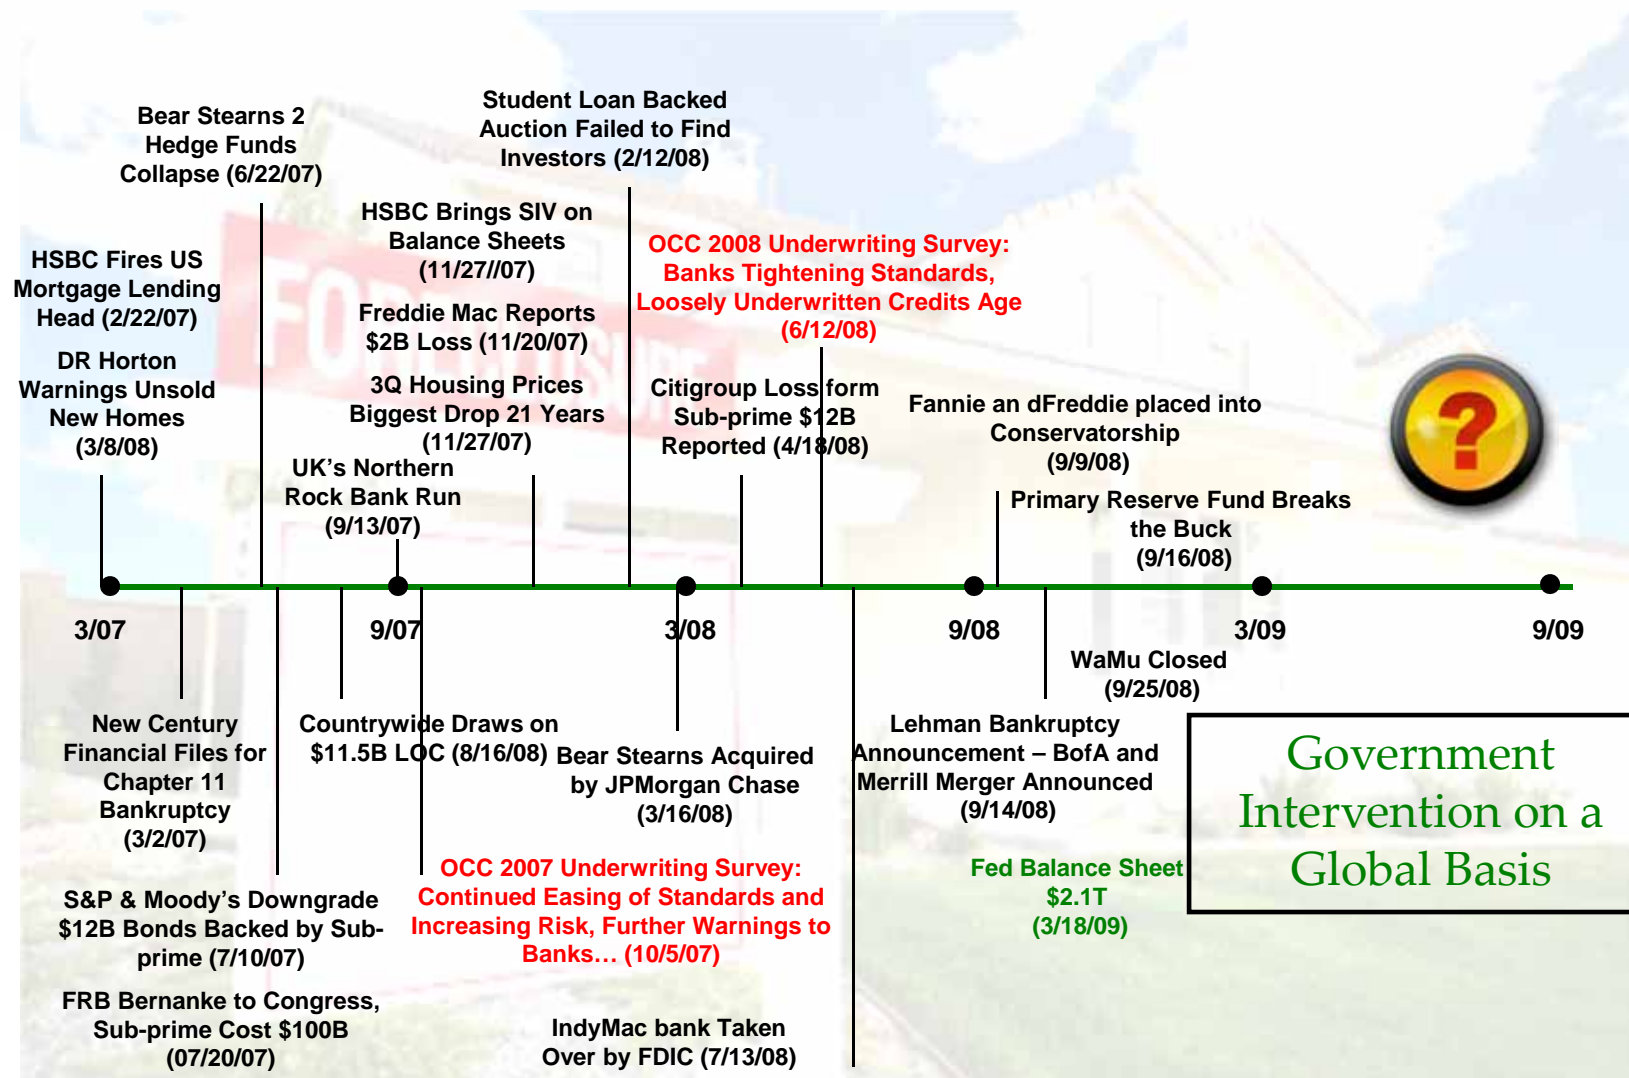 Bear Stearns 2
Hedge Funds
Collapse (6/22/07)
Student Loan Backed
Auction Failed to Find
Investors (2/12/08)
HSBC Fires US
Mortgage Lending
Head (2/22/07)
DR Horton
Warnings Unsold
New Homes
(3/8/08)
HSBC Brings SIV on
Balance Sheets
(11/27//07)
Freddie Mac Reports
$2B Loss (11/20/07)
3Q Housing Prices
Biggest Drop 21 Years
(11/27/07)
UK’s Northern
Rock Bank Run
(9/13/07)
OCC 2008 Underwriting Survey:
Banks Tightening Standards,
Loosely Underwritten Credits Age
(6/12/08)
Citigroup Loss form
Sub-prime $12B
Reported (4/18/08)
Fannie an dFreddie placed into
Conservatorship
(9/9/08)
Primary Reserve Fund Breaks
the Buck
(9/16/08)
FORECLOSURE
?
3/07
9/07
3/08
9/08
3/09
9/09
WaMu Closed
(9/25/08)
New Century
Financial Files for
Chapter 11
Bankruptcy
(3/2/07)
Countrywide Draws on
$11.5B LOC (8/16/08)
Bear Stearns Acquired
by JPMorgan Chase
(3/16/08)
Lehman Bankruptcy
Announcement – BofA and
Merrill Merger Announced
(9/14/08)
Government
Intervention on a
Global Basis
S&P & Moody’s Downgrade
$12B Bonds Backed by Sub-
prime (7/10/07)
OCC 2007 Underwriting Survey:
Continued Easing of Standards and
Increasing Risk, Further Warnings to
Banks… (10/5/07)
Fed Balance Sheet
$2.1T
(3/18/09)
FRB Bernanke to Congress,
Sub-prime Cost $100B
(07/20/07)
IndyMac bank Taken
Over by FDIC (7/13/08)